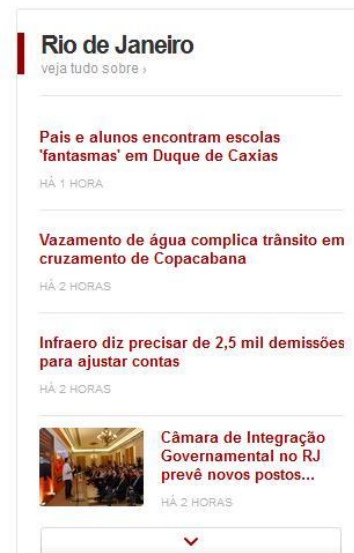 Rio de Janeiro
veja tudo sobre ›
Pais e alunos encontram escolas
'fantasmas' em Duque de Caxias
HÁ 1 HORA
Vazamento de água complica trânsito em
cruzamento de Copacabana
HÁ 2 HORAS
Infraero diz precisar de 2,5 mil demissões
para ajustar contas
HÁ 2 HORAS
Câmara de Integração
Governamental no RJ
prevê novos postos...
HÁ 2 HORAS